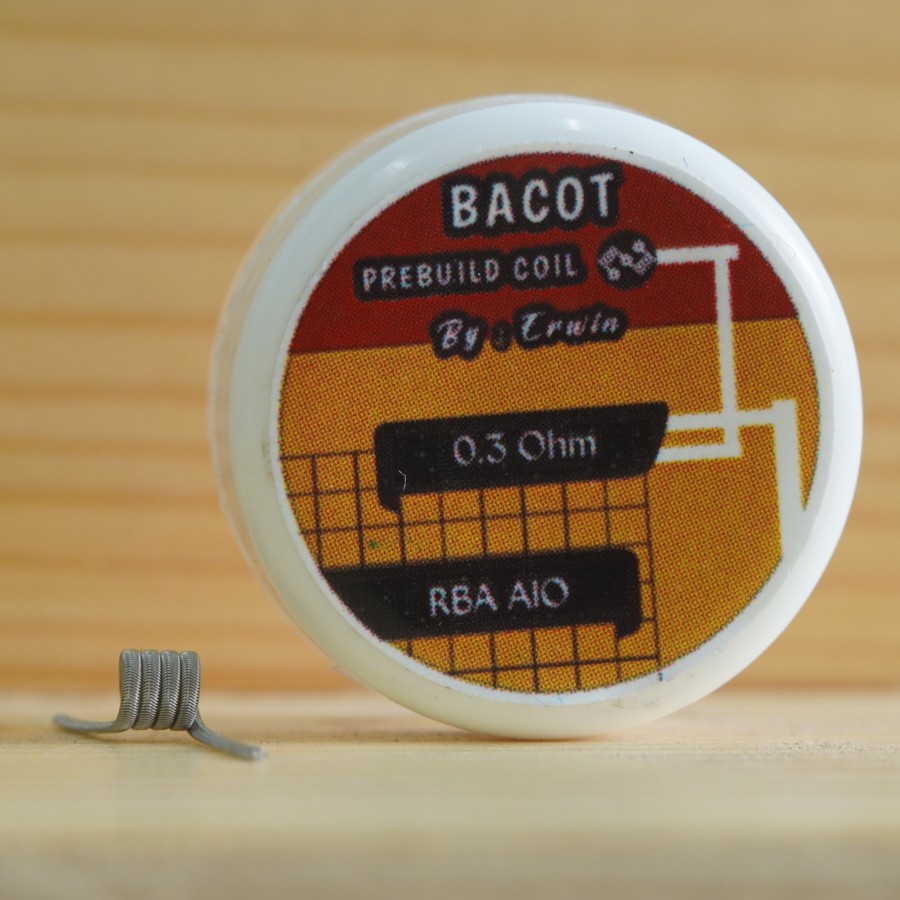 BACOT
PREBUILD COIL
By : Erwin
0.3 Ohm
RBA AIO